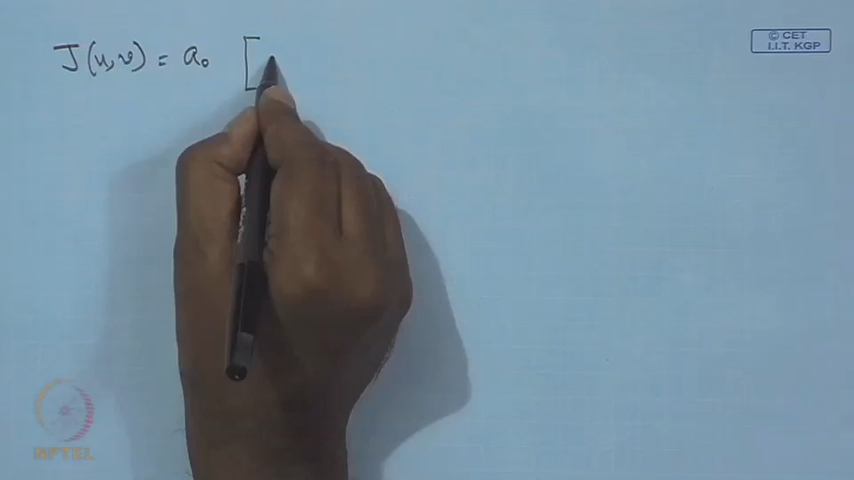 J(u,v) = a₀ [
© CET
I.I.T. KGP
NPTEL